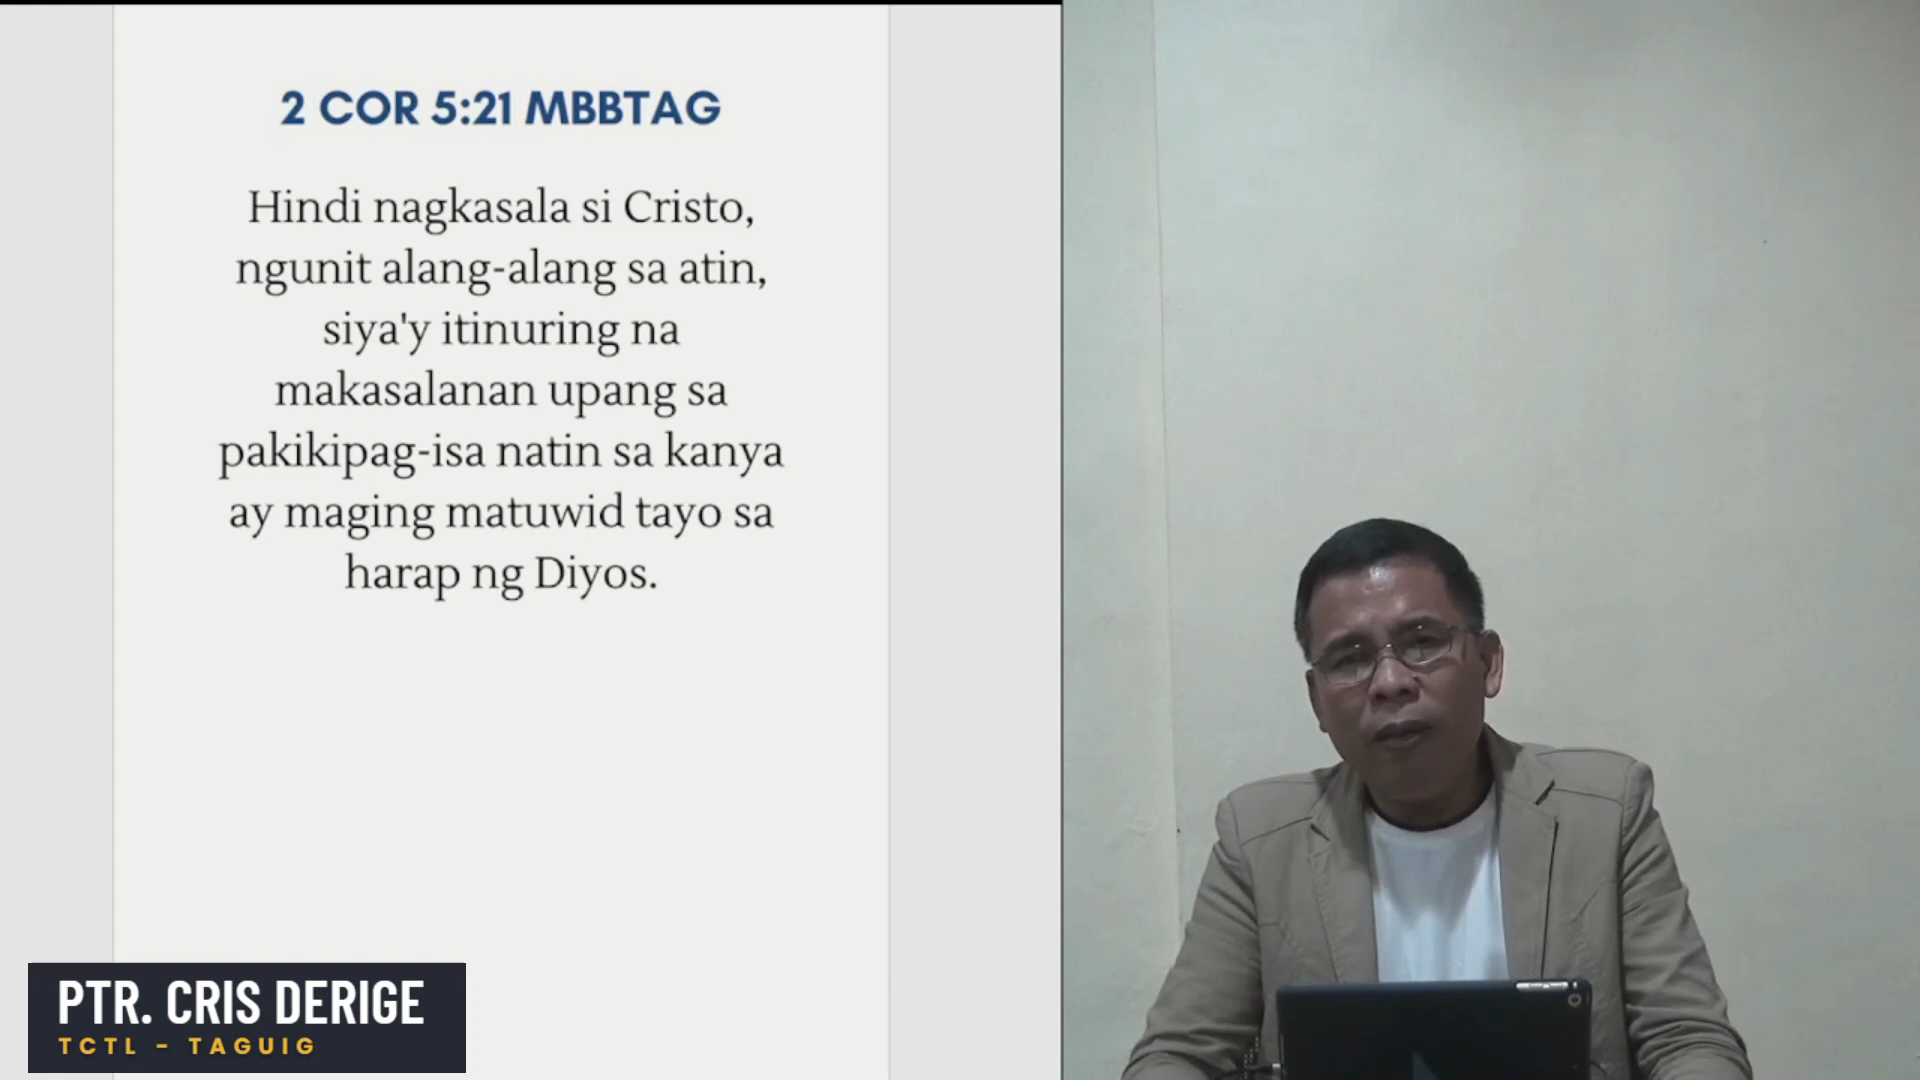 2 COR 5:21 MBBTAG
Hindi nagkasala si Cristo,
ngunit alang-alang sa atin,
siya'y itinuring na
makasalanan upang sa
pakikipag-isa natin sa kanya
ay maging matuwid tayo sa
harap ng Diyos.
PTR. CRIS DERIGE
TCTL - TAGUIG